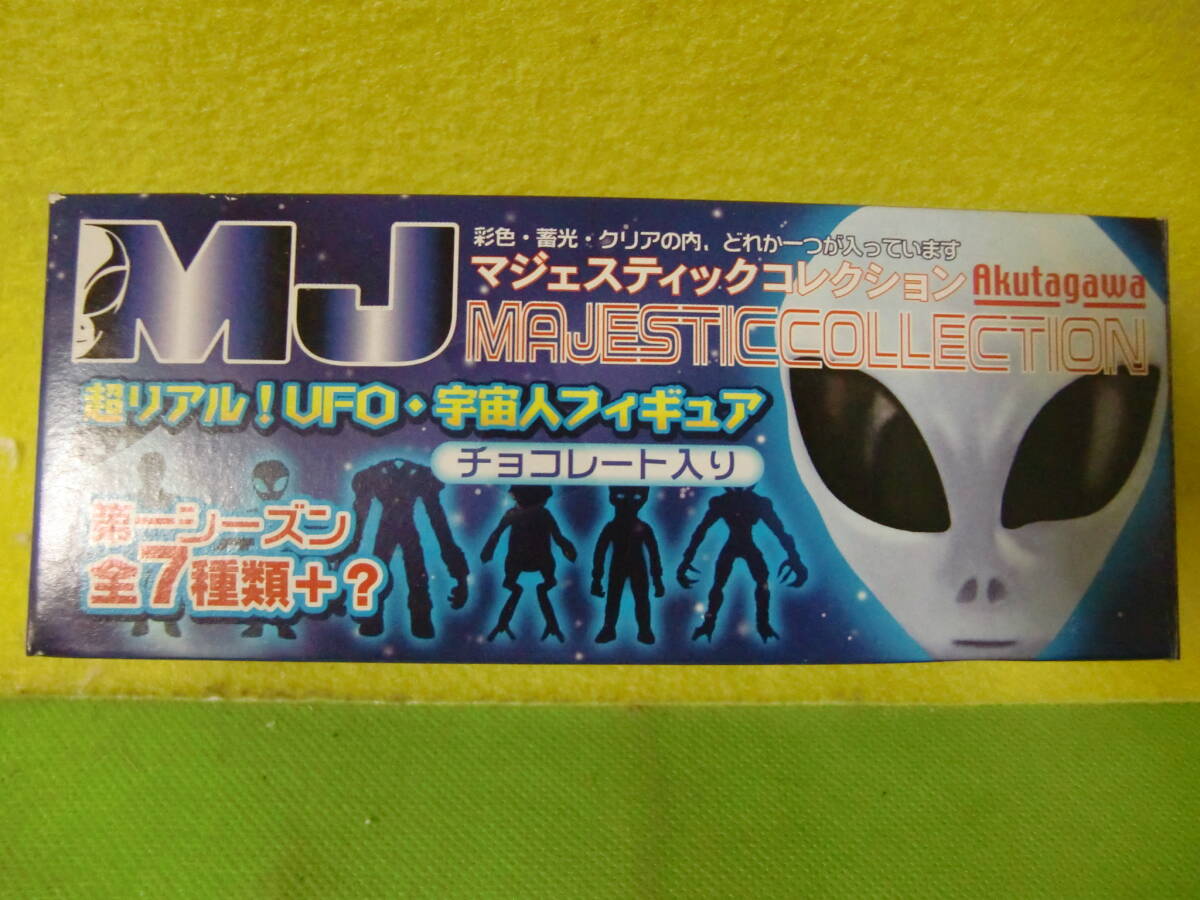 MJ
彩色・蓄光・クリアの内、どれか一つが入っています
マジェスティックコレクション Akutagawa
MAJESTIC COLLECTION
超リアル！UFO・宇宙人フィギュア
チョコレート入り
第一シーズン
全7種類＋？